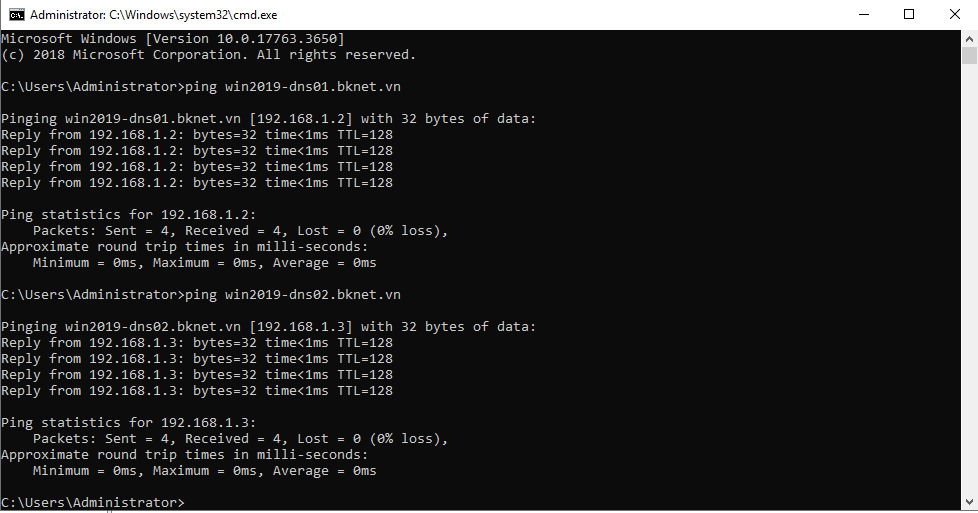 Administrator: C:\Windows\system32\cmd.exe
Microsoft Windows [Version 10.0.17763.3650]
(c) 2018 Microsoft Corporation. All rights reserved.
C:\Users\Administrator>ping win2019-dns01.bknet.vn
Pinging win2019-dns01.bknet.vn [192.168.1.2] with 32 bytes of data:
Reply from 192.168.1.2: bytes=32 time<1ms TTL=128
Reply from 192.168.1.2: bytes=32 time<1ms TTL=128
Reply from 192.168.1.2: bytes=32 time<1ms TTL=128
Reply from 192.168.1.2: bytes=32 time<1ms TTL=128
Ping statistics for 192.168.1.2:
    Packets: Sent = 4, Received = 4, Lost = 0 (0% loss),
Approximate round trip times in milli-seconds:
    Minimum = 0ms, Maximum = 0ms, Average = 0ms
C:\Users\Administrator>ping win2019-dns02.bknet.vn
Pinging win2019-dns02.bknet.vn [192.168.1.3] with 32 bytes of data:
Reply from 192.168.1.3: bytes=32 time<1ms TTL=128
Reply from 192.168.1.3: bytes=32 time<1ms TTL=128
Reply from 192.168.1.3: bytes=32 time<1ms TTL=128
Reply from 192.168.1.3: bytes=32 time<1ms TTL=128
Ping statistics for 192.168.1.3:
    Packets: Sent = 4, Received = 4, Lost = 0 (0% loss),
Approximate round trip times in milli-seconds:
    Minimum = 0ms, Maximum = 0ms, Average = 0ms
C:\Users\Administrator>